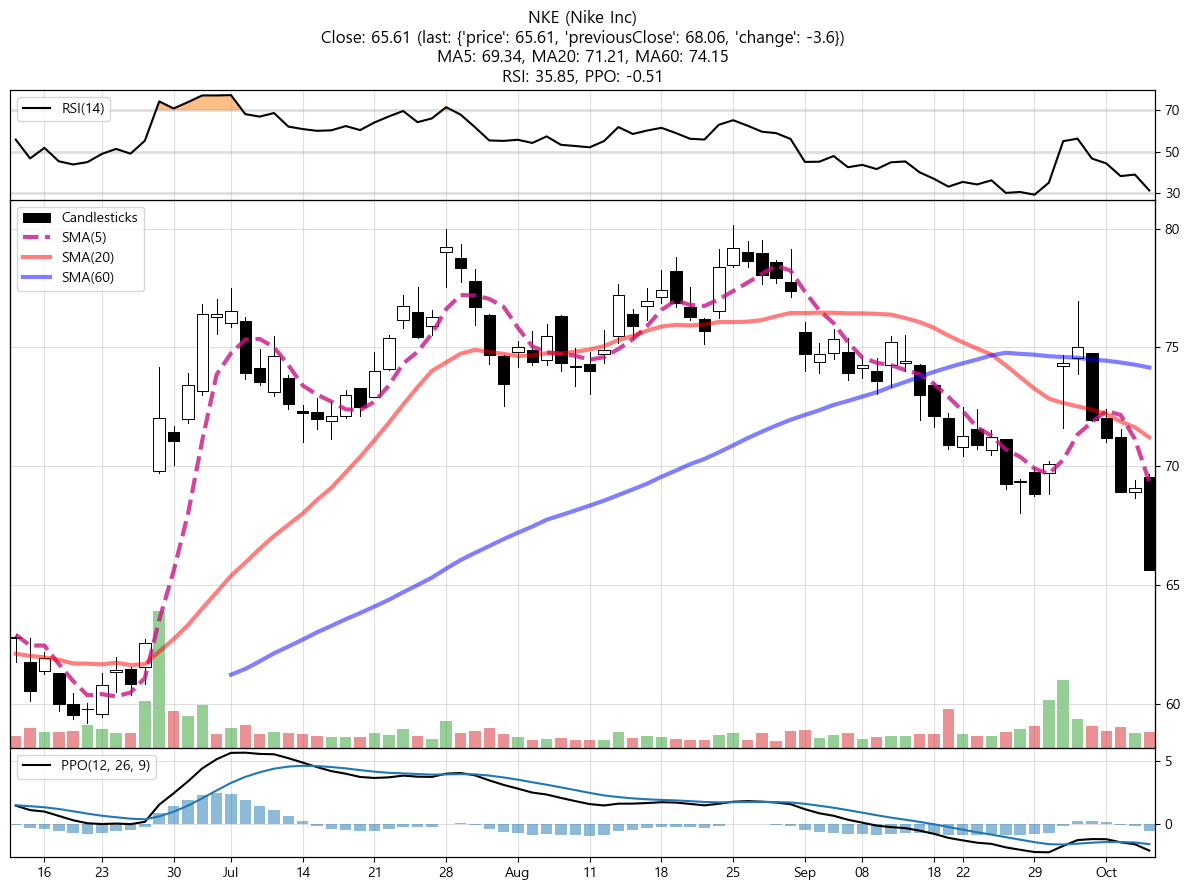 NKE (Nike Inc)
Close: 65.61 (last: {'price': 65.61, 'previousClose': 68.06, 'change': -3.6})
MA5: 69.34, MA20: 71.21, MA60: 74.15
RSI: 35.85, PPO: -0.51
RSI(14)
70
50
30
Candlesticks
SMA(5)
SMA(20)
SMA(60)
80
75
70
65
60
PPO(12, 26, 9)
5
0
16 23 30 Jul 14 21 28 Aug 11 18 25 Sep 08 18 22 29 Oct